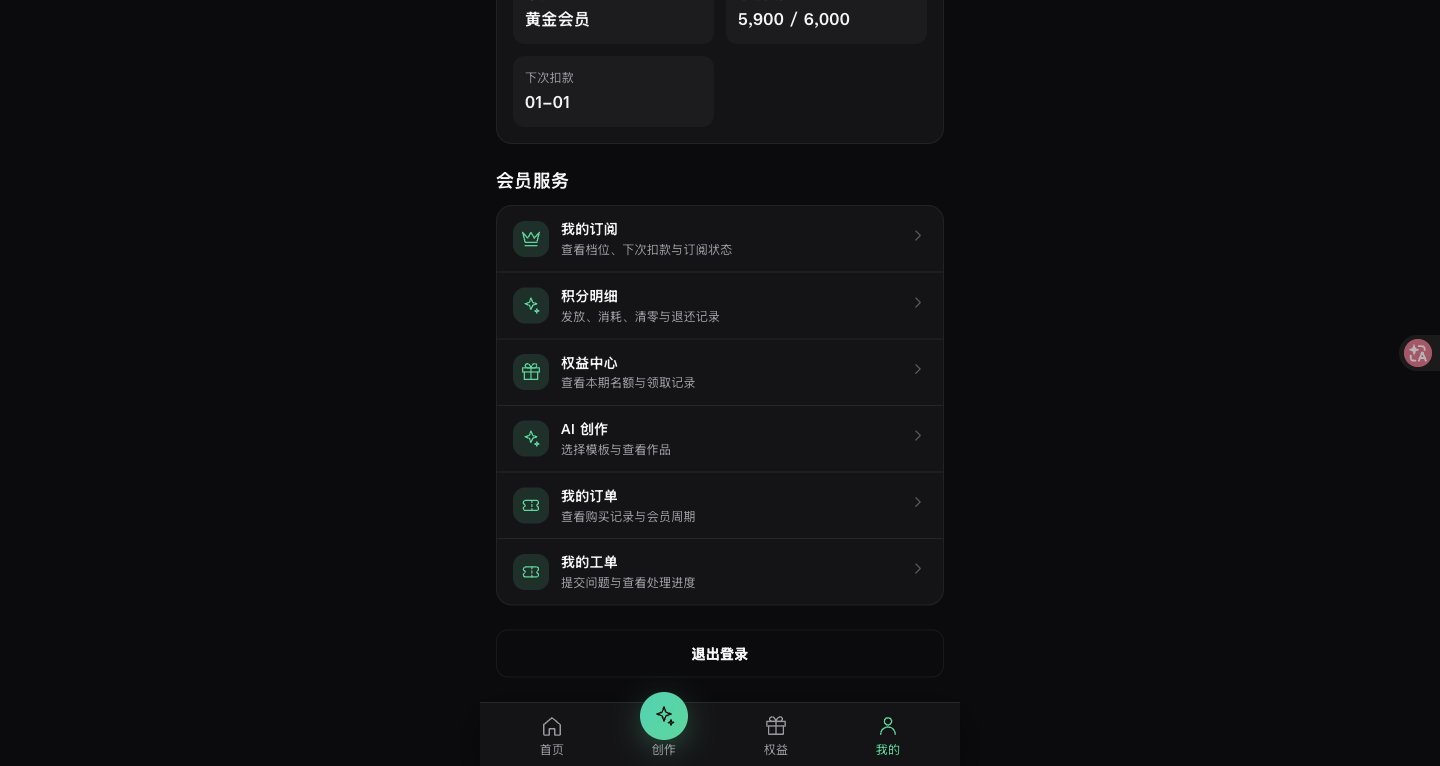 黄金会员
5,900 / 6,000
下次扣款
01-01
会员服务
我的订阅
查看档位、下次扣款与订阅状态
积分明细
发放、消耗、清零与退还记录
权益中心
查看本期名额与领取记录
AI 创作
选择模板与查看作品
我的订单
查看购买记录与会员周期
我的工单
提交问题与查看处理进度
退出登录
首页
创作
权益
我的